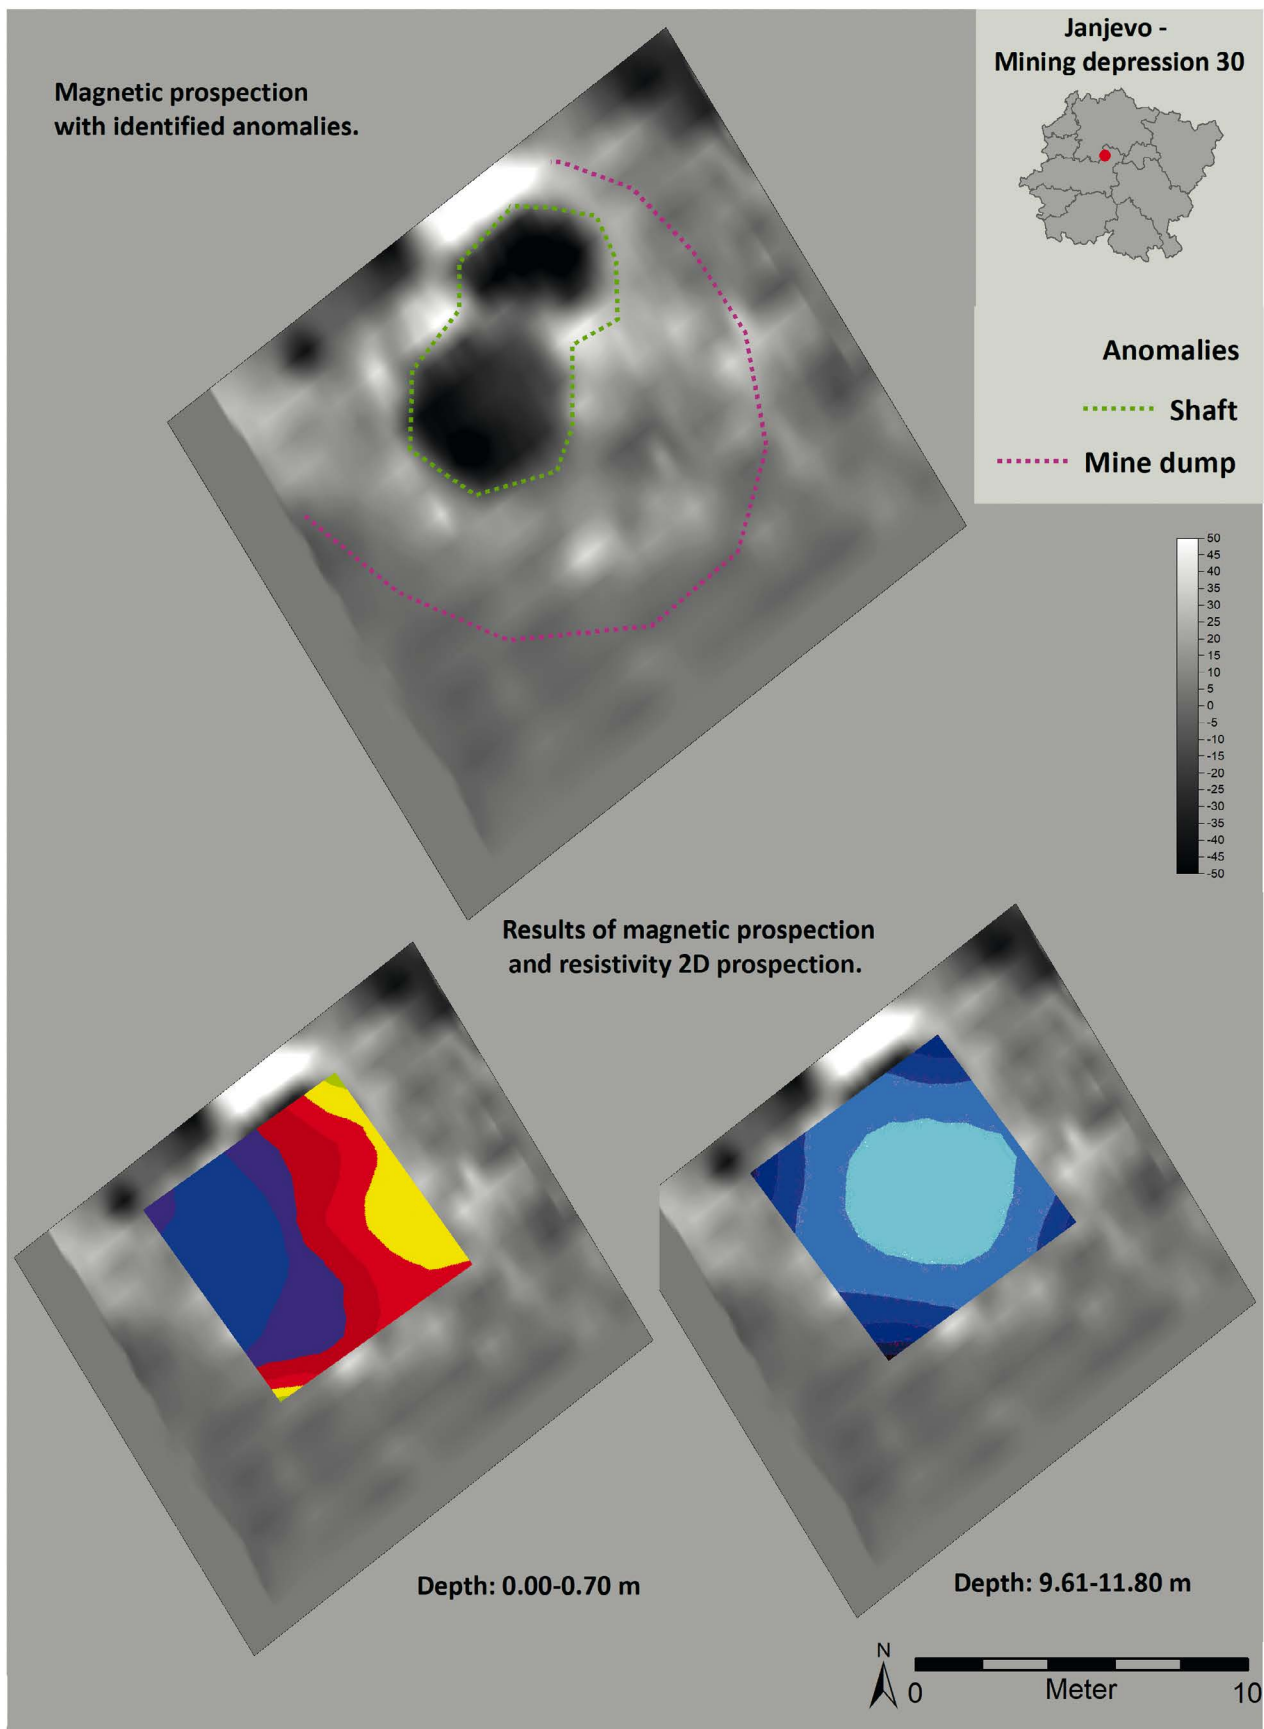 Janjevo -
Mining depression 30
Magnetic prospection
with identified anomalies.
Anomalies
Shaft
Mine dump
50
45
40
35
30
25
20
15
10
5
0
-5
-10
-15
-20
-25
-30
-35
-40
-45
-50
Results of magnetic prospection
and resistivity 2D prospection.
Depth: 0.00-0.70 m
Depth: 9.61-11.80 m
N
0 Meter 10